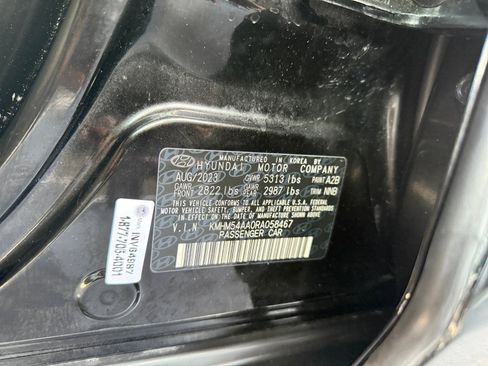 MANUFACTURED IN KOREA
HYUNDAI MOTOR COMPANY
AUG/2023 GVWR 5313 lbs PAINT A2B
GAWR FRONT 2822 lbs GAWR REAR 2987 lbs TRIM NNB
THIS VEHICLE CONFORMS TO ALL APPLICABLE U.S.A. FEDERAL
MOTOR VEHICLE SAFETY, BUMPER, AND THEFT PREVENTION
STANDARDS IN EFFECT ON THE DATE OF MANUFACTURE SHOWN ABOVE.
V.I.N KMHM54AA0RA058467
PASSENGER CAR